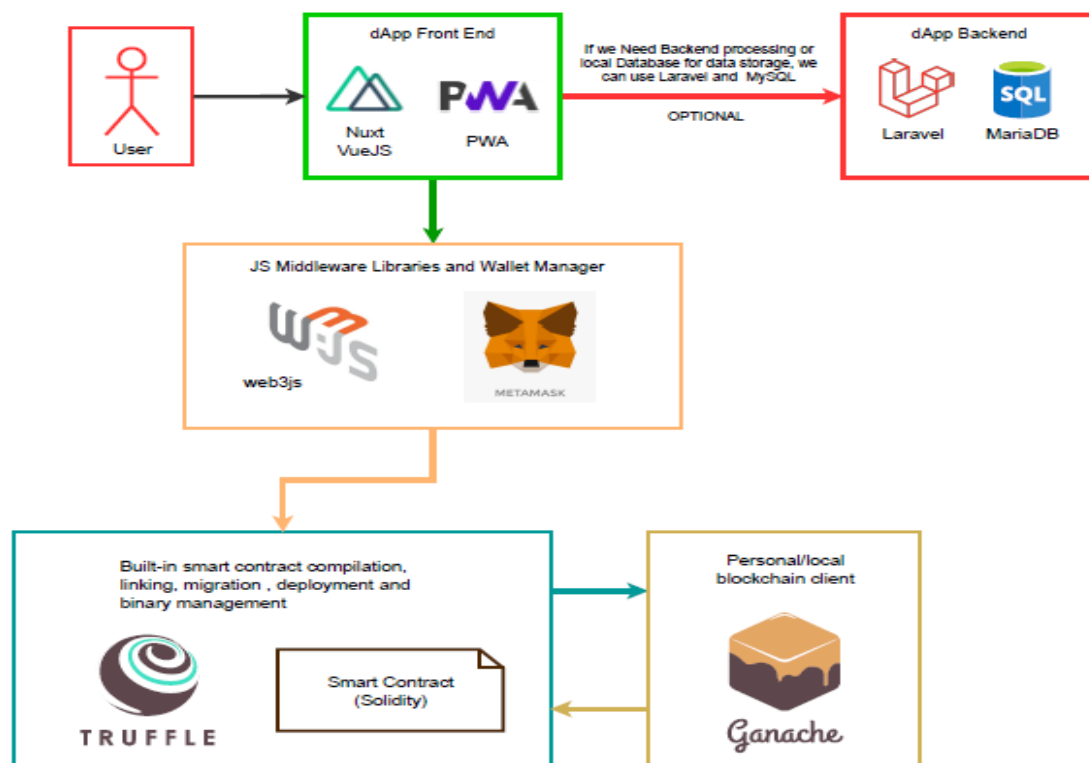 dApp Front End
Nuxt
VueJS
PWA
PWA
User
If we Need Backend processing or
local Database for data storage, we
can use Laravel and MySQL
OPTIONAL
dApp Backend
Laravel
SQL
MariaDB
JS Middleware Libraries and Wallet Manager
W3JS
web3js
METAMASK
Built-in smart contract compilation,
linking, migration , deployment and
binary management
TRUFFLE
Smart Contract
(Solidity)
Personal/local
blockchain client
Ganache